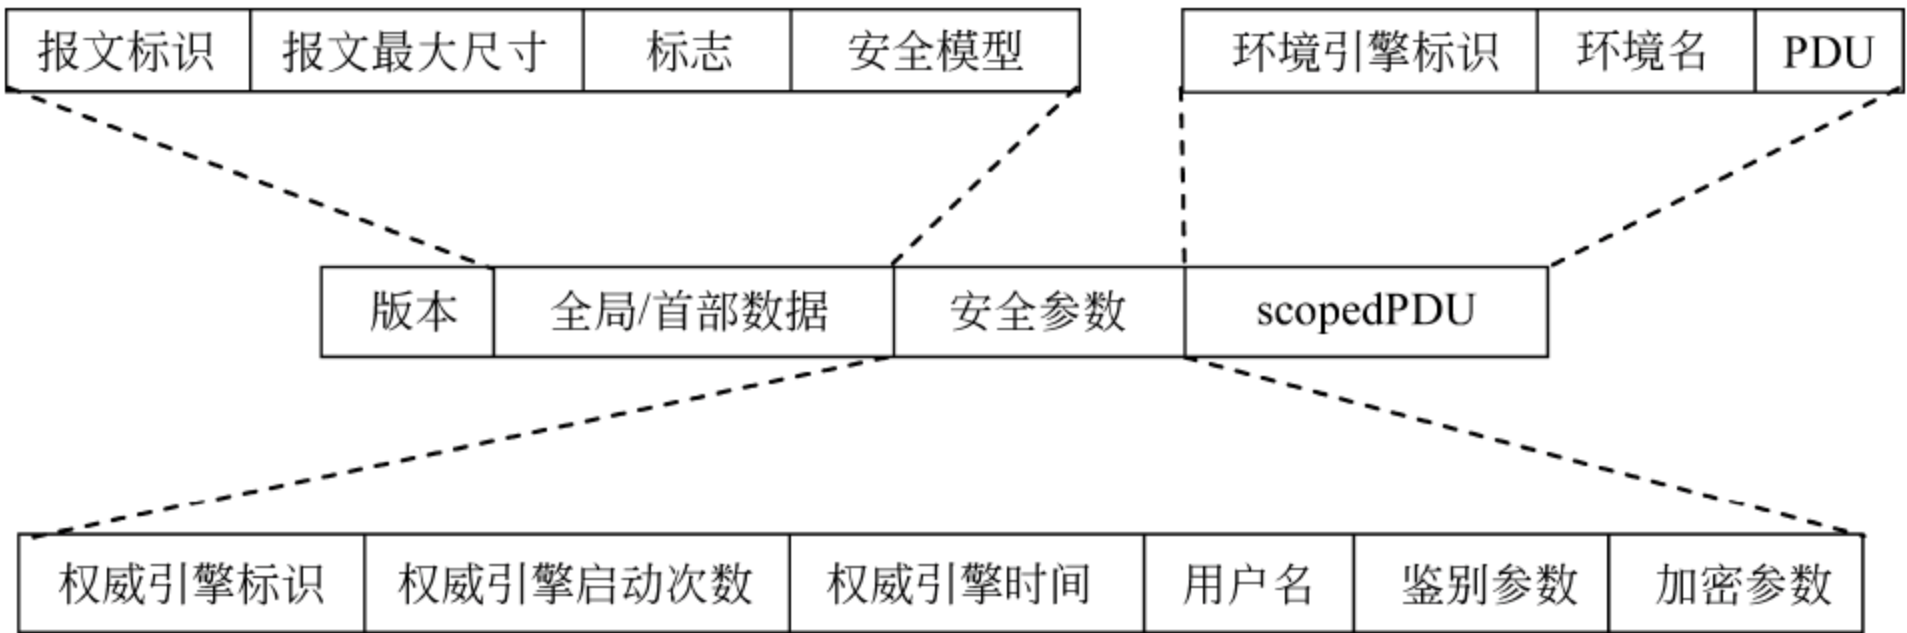 报文标识 报文最大尺寸 标志 安全模型 环境引擎标识 环境名 PDU
版本 全局/首部数据 安全参数 scopedPDU
权威引擎标识 权威引擎启动次数 权威引擎时间 用户名 鉴别参数 加密参数